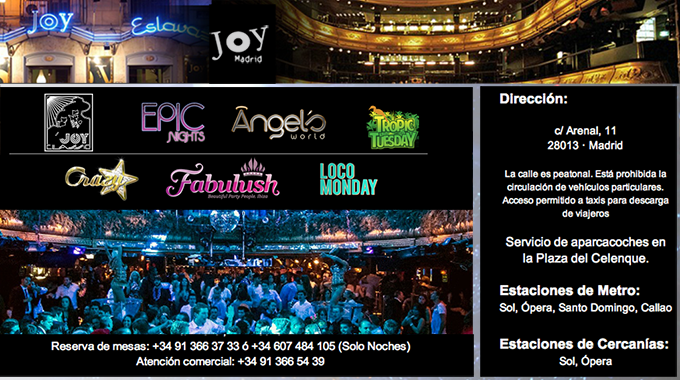 JOY
Eslava
JOY
Madrid
JOY
EPIC
NIGHTS
Ângel's
world
TROPIC
TUESDAY
Crazy
Fabulush
Beautiful Party People, Ibiza
LOCO
MONDAY
Reserva de mesas: +34 91 366 37 33 ó +34 607 484 105 (Solo Noches)
Atención comercial: +34 91 366 54 39
Dirección:
c/ Arenal, 11
28013 · Madrid
La calle es peatonal. Está prohibida la
circulación de vehículos particulares.
Acceso permitido a taxis para descarga
de viajeros
Servicio de aparcacoches en
la Plaza del Celenque.
Estaciones de Metro:
Sol, Ópera, Santo Domingo, Callao
Estaciones de Cercanías:
Sol, Ópera